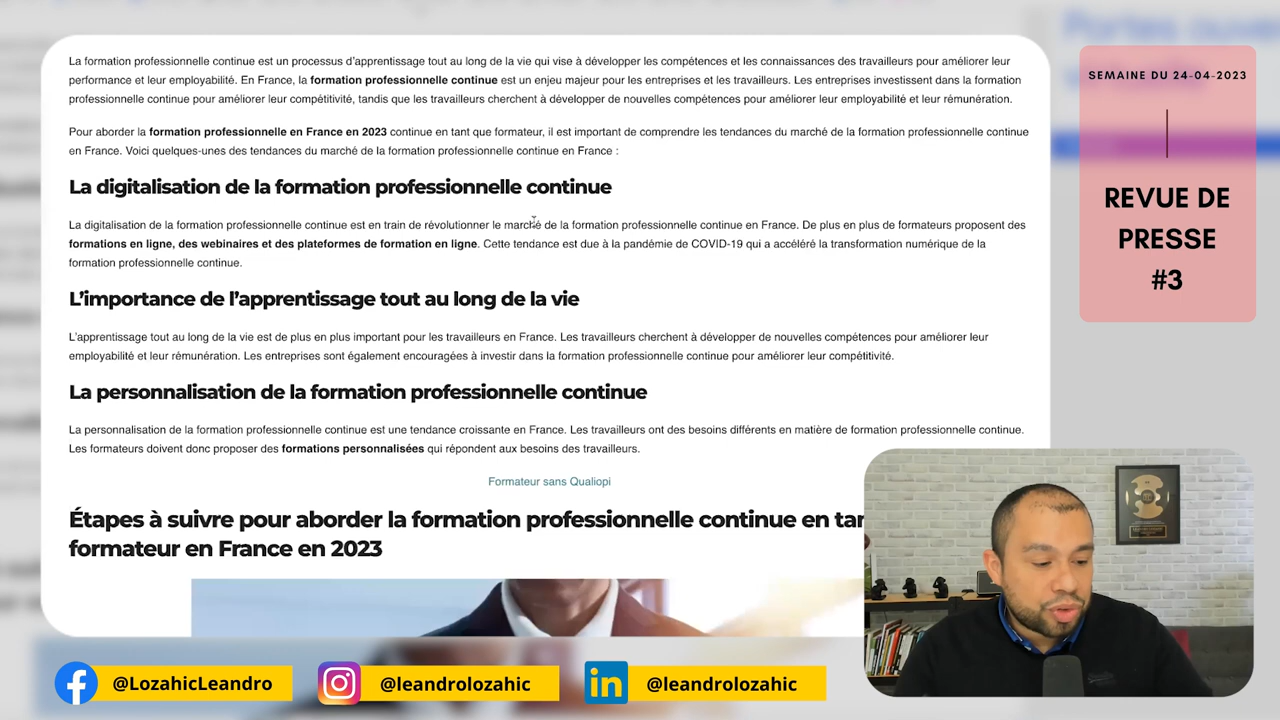 La formation professionnelle continue est un processus d'apprentissage tout au long de la vie qui vise à développer les compétences et les connaissances des travailleurs pour améliorer leur
performance et leur employabilité. En France, la formation professionnelle continue est un enjeu majeur pour les entreprises et les travailleurs. Les entreprises investissent dans la formation
professionnelle continue pour améliorer leur compétitivité, tandis que les travailleurs cherchent à développer de nouvelles compétences pour améliorer leur employabilité et leur rémunération.
Pour aborder la formation professionnelle en France en 2023 continue en tant que formateur, il est important de comprendre les tendances du marché de la formation professionnelle continue
en France. Voici quelques-unes des tendances du marché de la formation professionnelle continue en France :
La digitalisation de la formation professionnelle continue
La digitalisation de la formation professionnelle continue est en train de révolutionner le marché de la formation professionnelle continue en France. De plus en plus de formateurs proposent des
formations en ligne, des webinaires et des plateformes de formation en ligne. Cette tendance est due à la pandémie de COVID-19 qui a accéléré la transformation numérique de la
formation professionnelle continue.
L'importance de l'apprentissage tout au long de la vie
L'apprentissage tout au long de la vie est de plus en plus important pour les travailleurs en France. Les travailleurs cherchent à développer de nouvelles compétences pour améliorer leur
employabilité et leur rémunération. Les entreprises sont également encouragées à investir dans la formation professionnelle continue pour améliorer leur compétitivité.
La personnalisation de la formation professionnelle continue
La personnalisation de la formation professionnelle continue est une tendance croissante en France. Les travailleurs ont des besoins différents en matière de formation professionnelle continue.
Les formateurs doivent donc proposer des formations personnalisées qui répondent aux besoins des travailleurs.
Formateur sans Qualiopi
Étapes à suivre pour aborder la formation professionnelle continue en
formateur en France en 2023
SEMAINE DU 24-04-2023
REVUE DE
PRESSE
#3
Portes
@LozahicLeandro
@leandrolozahic
@leandrolozahic